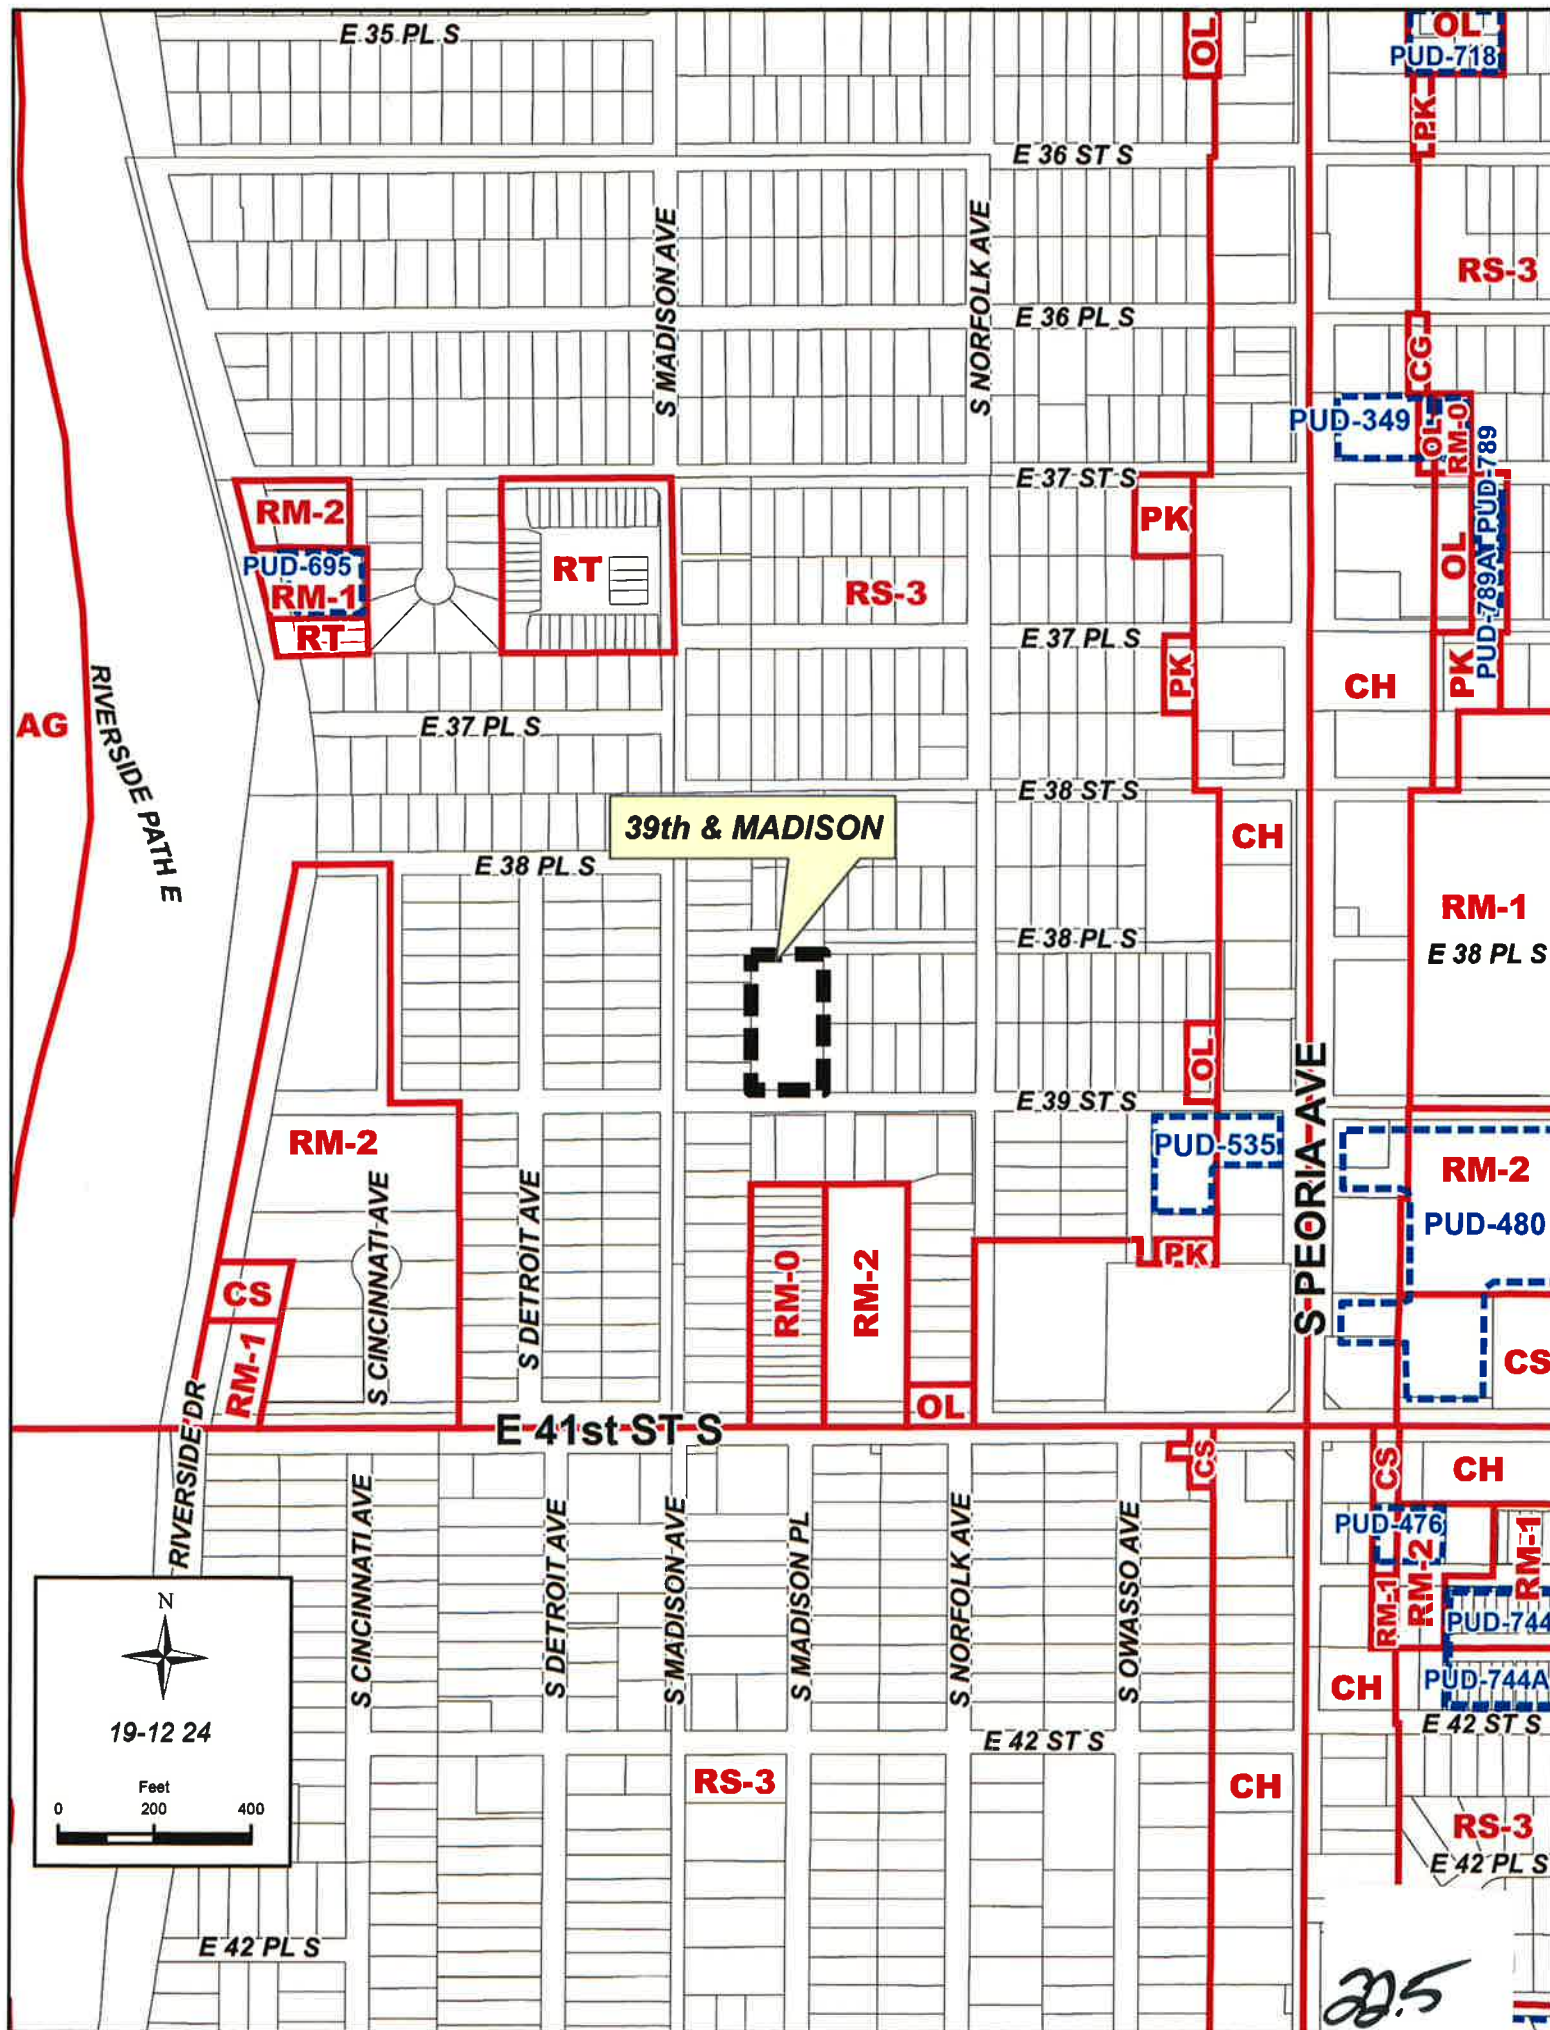 E 35 PL S
OL
OL
PUD-718
PK
E 36 ST S
S MADISON AVE
S NORFOLK AVE
RS-3
E 36 PL S
CG
PUD-349
OL
RM-0
PUD-789
E 37 ST S
RM-2
PK
RT
OL
PUD-789A
PUD-695
RM-1
RS-3
RT
E 37 PL S
PK
CH
PK
RIVERSIDE PATH E
AG
E 37 PL S
E 38 ST S
39th & MADISON
CH
E 38 PL S
RM-1
E 38 PL S
E 38 PL S
OL
S PEORIA AVE
E 39 ST S
RM-2
PUD-535
RM-2
S CINCINNATI AVE
S DETROIT AVE
PUD-480
RM-0
RM-2
PK
CS
RM-1
CS
OL
RIVERSIDE DR
E 41st ST S
CS
CS
CH
S CINCINNATI AVE
S DETROIT AVE
S MADISON AVE
S MADISON PL
S NORFOLK AVE
S OWASSO AVE
PUD-476
RM-2
RM-1
RM-1
PUD-744
N
CH
PUD-744A
19-12 24
E 42 ST S
E 42 ST S
Feet
0 200 400
RS-3
CH
RS-3
E 42 PL S
E 42 PL S
22.5